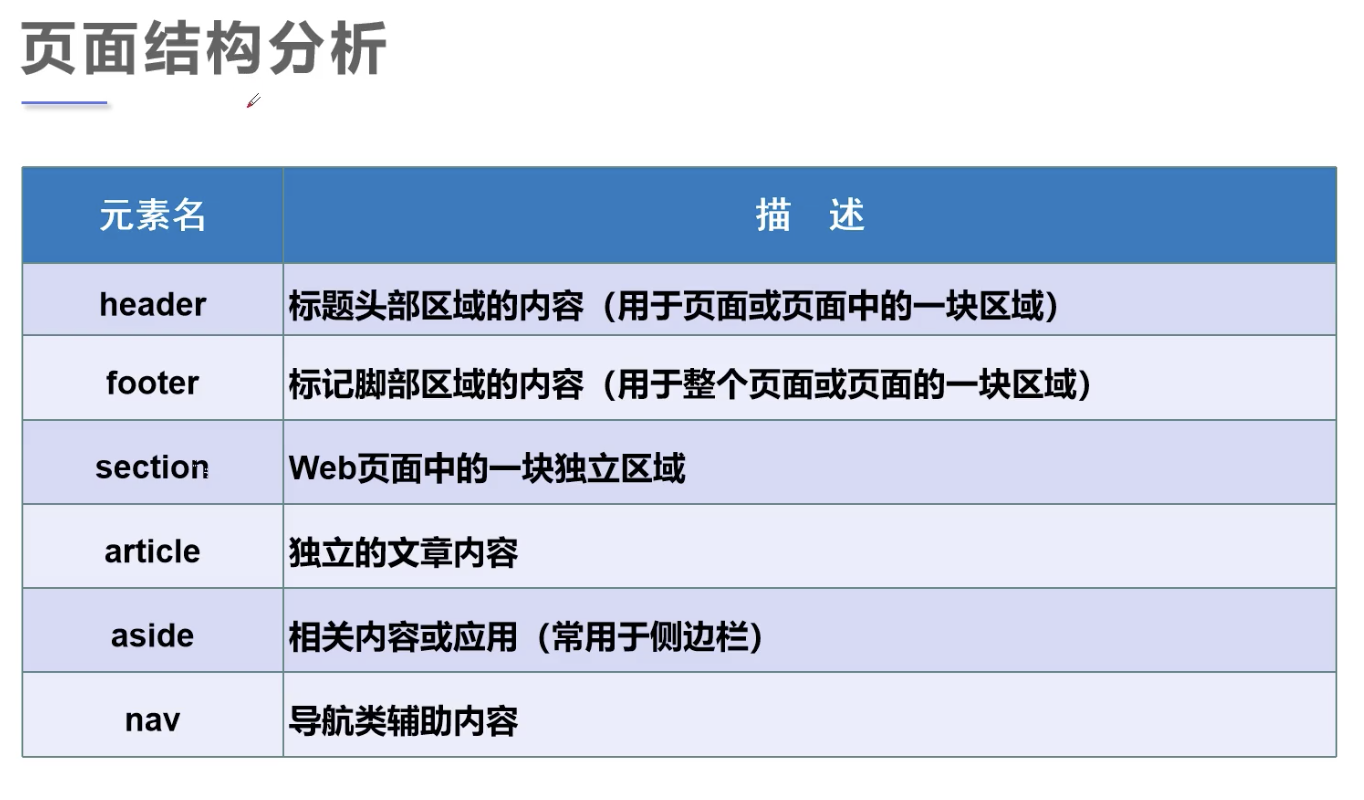 页面结构分析
元素名 描 述
header 标题头部区域的内容（用于页面或页面中的一块区域）
footer 标记脚部区域的内容（用于整个页面或页面的一块区域）
section Web页面中的一块独立区域
article 独立的文章内容
aside 相关内容或应用（常用于侧边栏）
nav 导航类辅助内容